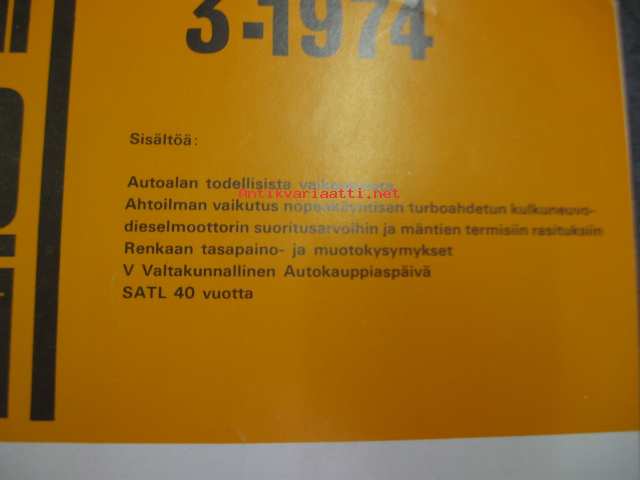 3-1974
Sisältöä:
Autoalan todellisista
Antikvariaatti.net
Ahtoilman vaikutus nopeakäyntisen turboahdetun kulkuneuvo-
dieselmoottorin suoritusarvoihin ja mäntien termisiin rasituksiin
Renkaan tasapaino- ja muotokysymykset
V Valtakunnallinen Autokauppiaspäivä
SATL 40 vuotta